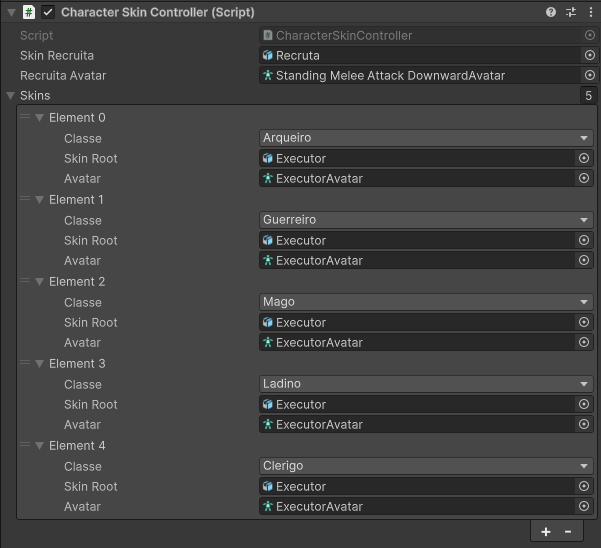 Character Skin Controller (Script)
Script CharacterSkinController
Skin Recruita Recruta
Recruita Avatar Standing Melee Attack DownwardAvatar
Skins 5
Element 0
Classe Arqueiro
Skin Root Executor
Avatar ExecutorAvatar
Element 1
Classe Guerreiro
Skin Root Executor
Avatar ExecutorAvatar
Element 2
Classe Mago
Skin Root Executor
Avatar ExecutorAvatar
Element 3
Classe Ladino
Skin Root Executor
Avatar ExecutorAvatar
Element 4
Classe Clerigo
Skin Root Executor
Avatar ExecutorAvatar
+ -